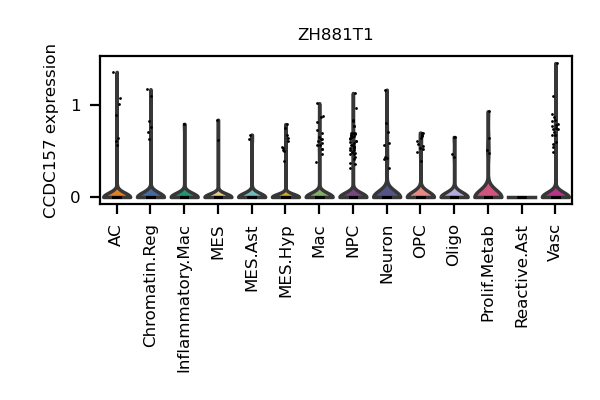 ZH881T1
CCDC157 expression
1
0
AC
Chromatin.Reg
Inflammatory.Mac
MES
MES.Ast
MES.Hyp
Mac
NPC
Neuron
OPC
Oligo
Prolif.Metab
Reactive.Ast
Vasc